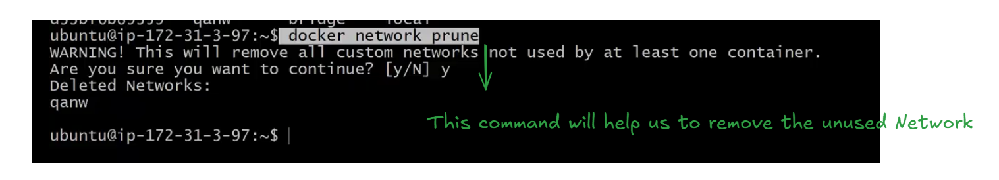 d55bf6b89559 qanw bridge local
ubuntu@ip-172-31-3-97:~$ docker network prune
WARNING! This will remove all custom networks not used by at least one container.
Are you sure you want to continue? [y/N] y
Deleted Networks:
qanw
This command will help us to remove the unused Network
ubuntu@ip-172-31-3-97:~$